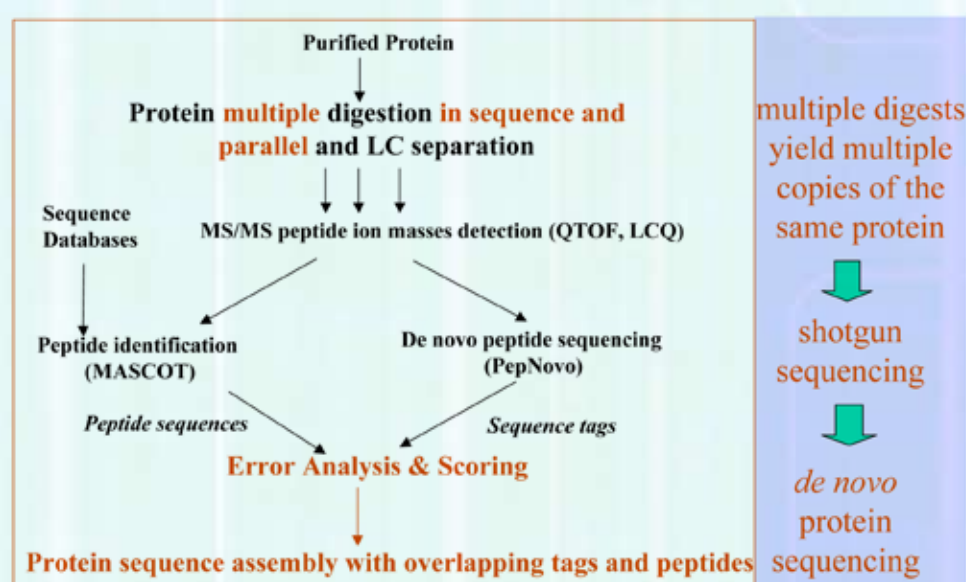 Purified Protein
Protein multiple digestion in sequence and
parallel and LC separation
Sequence
Databases
MS/MS peptide ion masses detection (QTOF, LCQ)
Peptide identification
(MASCOT)
De novo peptide sequencing
(PepNovo)
Peptide sequences
Sequence tags
Error Analysis & Scoring
Protein sequence assembly with overlapping tags and peptides
multiple digests
yield multiple
copies of the
same protein
shotgun
sequencing
de novo
protein
sequencing